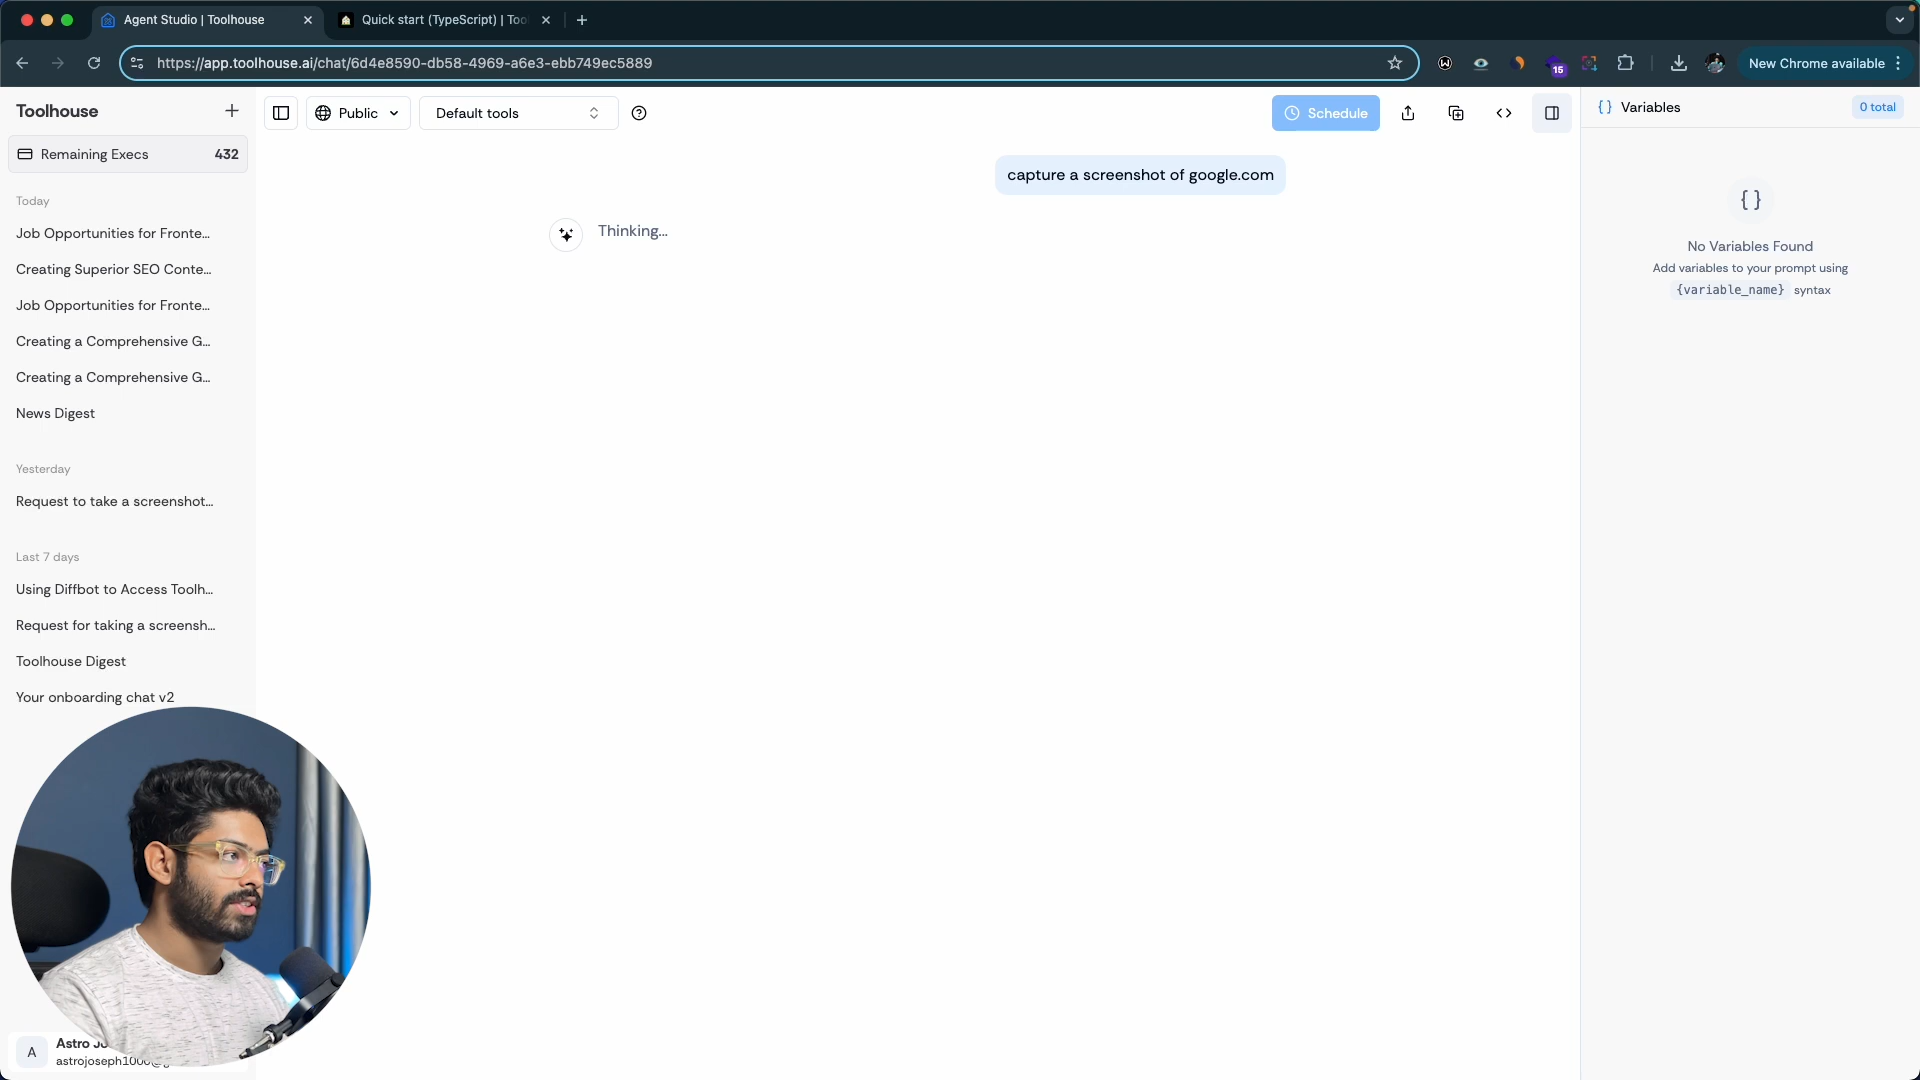 Agent Studio | Toolhouse
Quick start (TypeScript) | Too
https://app.toolhouse.ai/chat/6d4e8590-db58-4969-a6e3-ebb749ec5889
15
New Chrome available
Toolhouse
Remaining Execs 432
Today
Job Opportunities for Fronte...
Creating Superior SEO Conte...
Job Opportunities for Fronte...
Creating a Comprehensive G...
Creating a Comprehensive G...
News Digest
Yesterday
Request to take a screenshot...
Last 7 days
Using Diffbot to Access Toolh...
Request for taking a screensh...
Toolhouse Digest
Your onboarding chat v2
A
Astro Jo
astrojoseph1000@g
Public
Default tools
Schedule
capture a screenshot of google.com
Thinking...
{ } Variables
0 total
{ }
No Variables Found
Add variables to your prompt using
{variable_name} syntax